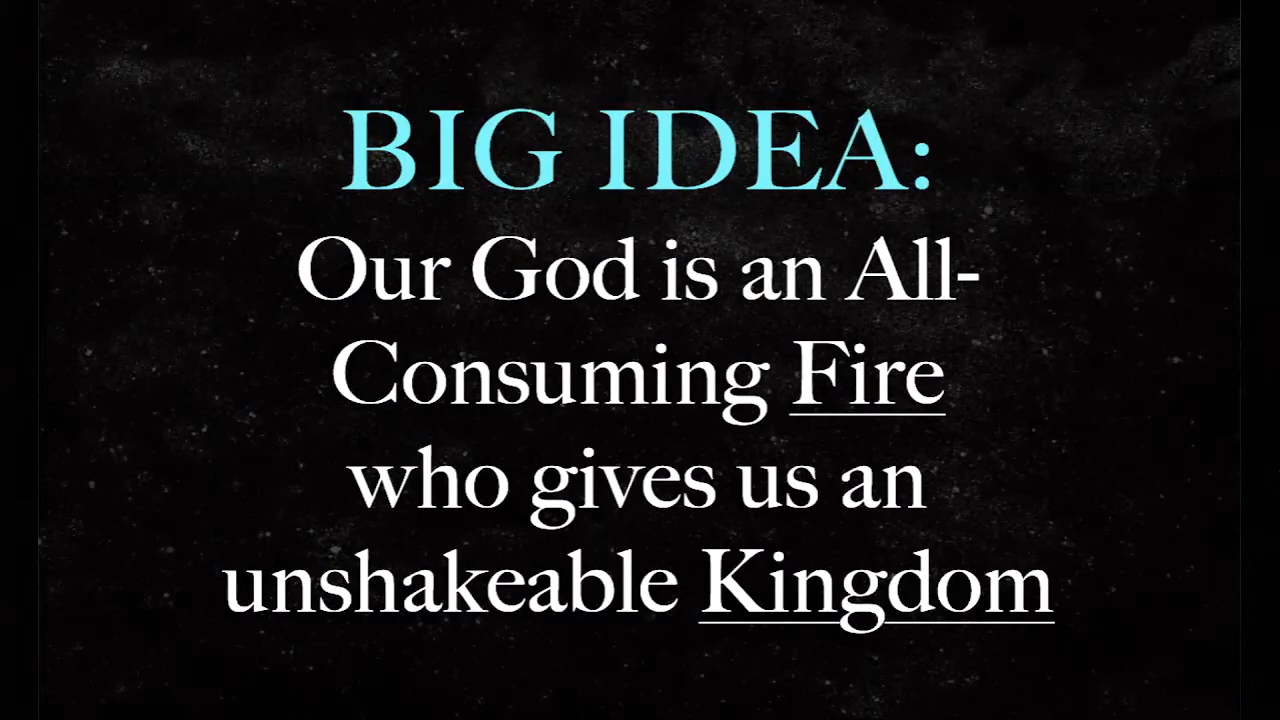 BIG IDEA:
Our God is an All-
Consuming Fire
who gives us an
unshakeable Kingdom